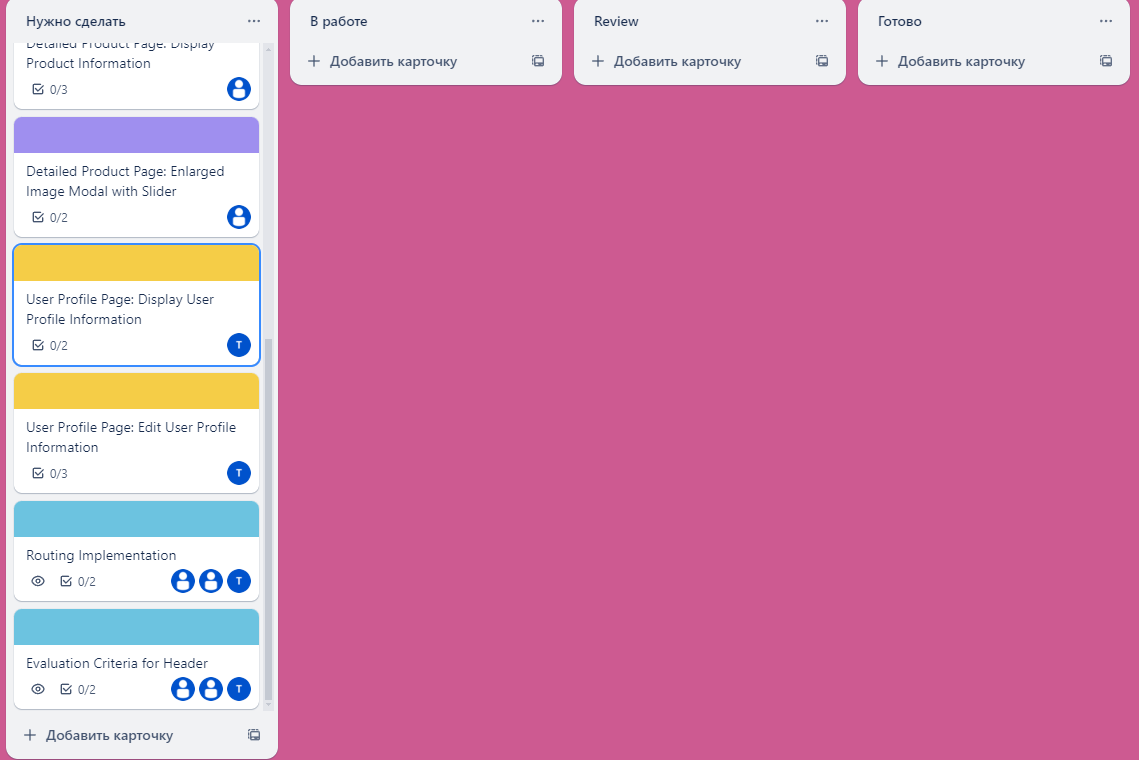 Нужно сделать
Detailed Product Page: Display
Product Information
0/3
Detailed Product Page: Enlarged
Image Modal with Slider
0/2
User Profile Page: Display User
Profile Information
0/2
T
User Profile Page: Edit User Profile
Information
0/3
T
Routing Implementation
0/2
T
Evaluation Criteria for Header
0/2
T
Добавить карточку
В работе
Добавить карточку
Review
Добавить карточку
Готово
Добавить карточку